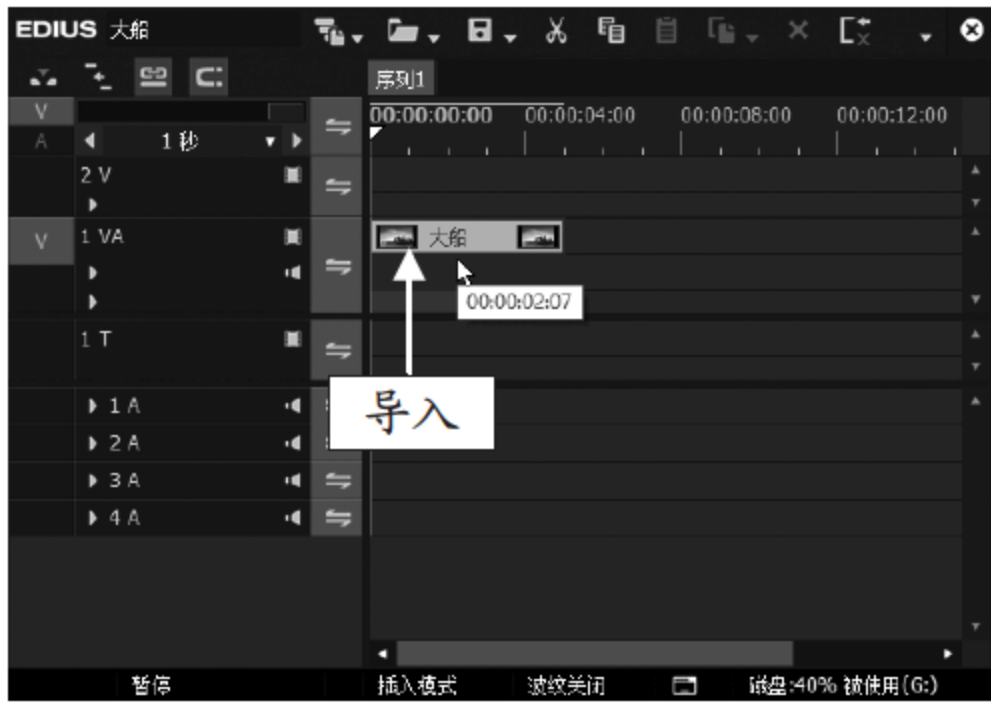 EDIUS 大船
序列1
V
00:00:00:00 00:00:04:00 00:00:08:00 00:00:12:00
A 1 秒
2 V
V 1 VA 大船
00:00:02:07
1 T
导入
1 A
2 A
3 A
4 A
暂停 插入模式 波纹关闭 磁盘:40% 被使用(G:)